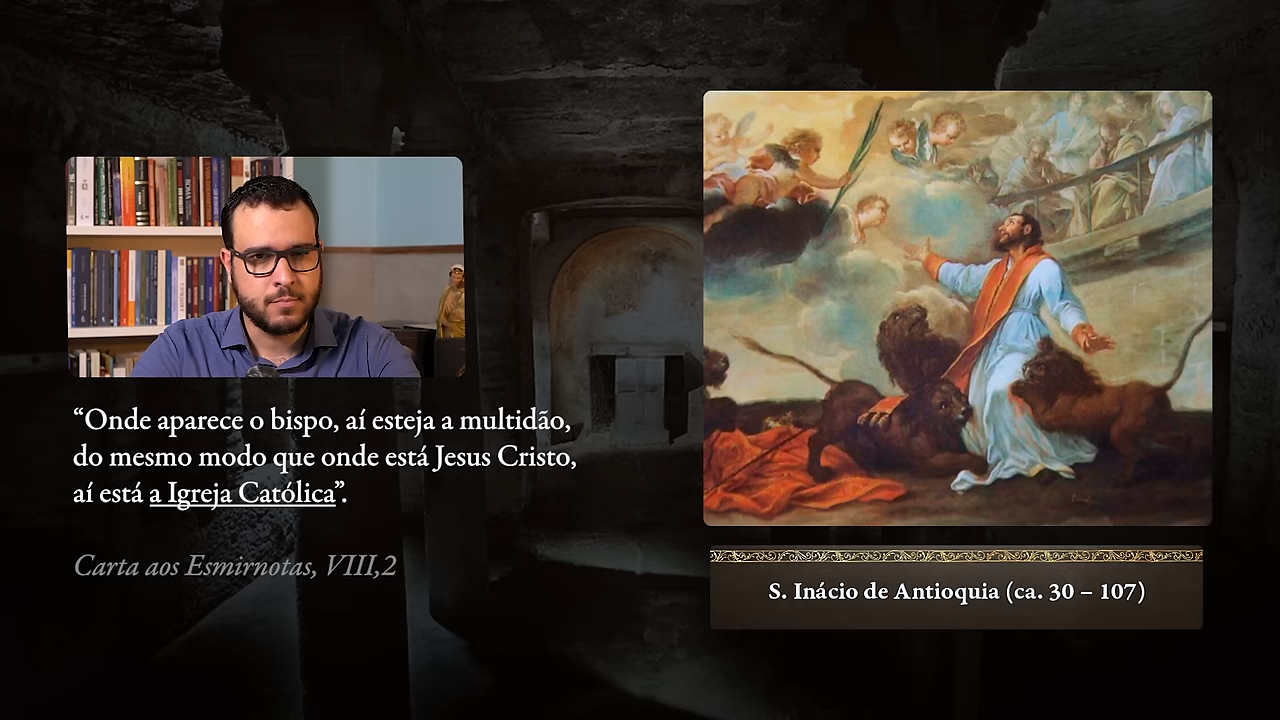 “Onde aparece o bispo, aí esteja a multidão,
do mesmo modo que onde está Jesus Cristo,
aí está a Igreja Católica”.
Carta aos Esmirnotas, VIII,2
S. Inácio de Antioquia (ca. 30 – 107)